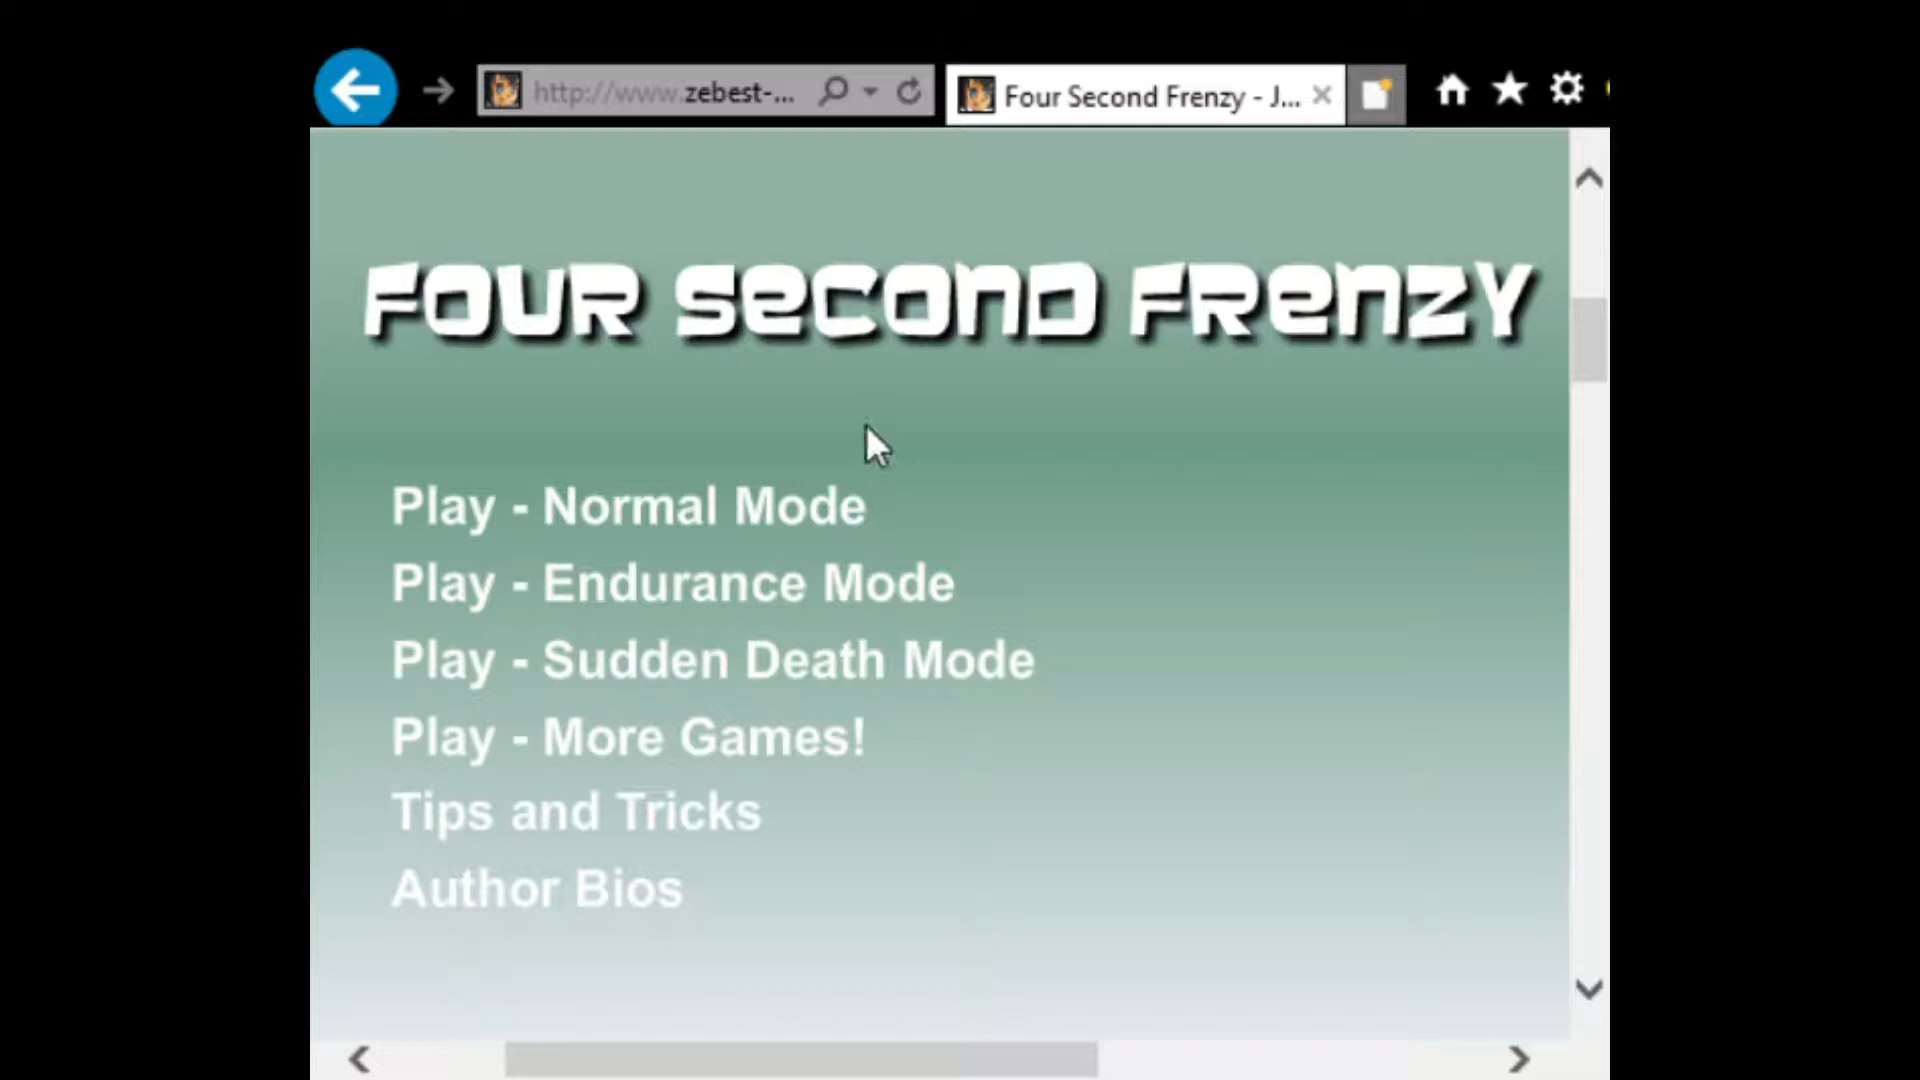 http://www.zebest-...
Four Second Frenzy - J...
FOUR SECOND FRENZY
Play - Normal Mode
Play - Endurance Mode
Play - Sudden Death Mode
Play - More Games!
Tips and Tricks
Author Bios